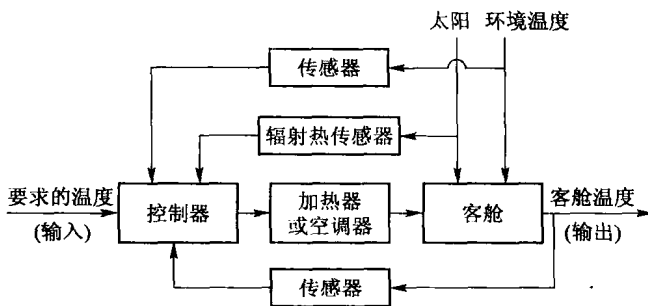 太阳 环境温度
传感器
辐射热传感器
要求的温度
(输入)
控制器
加热器
或空调器
客舱
客舱温度
(输出)
传感器